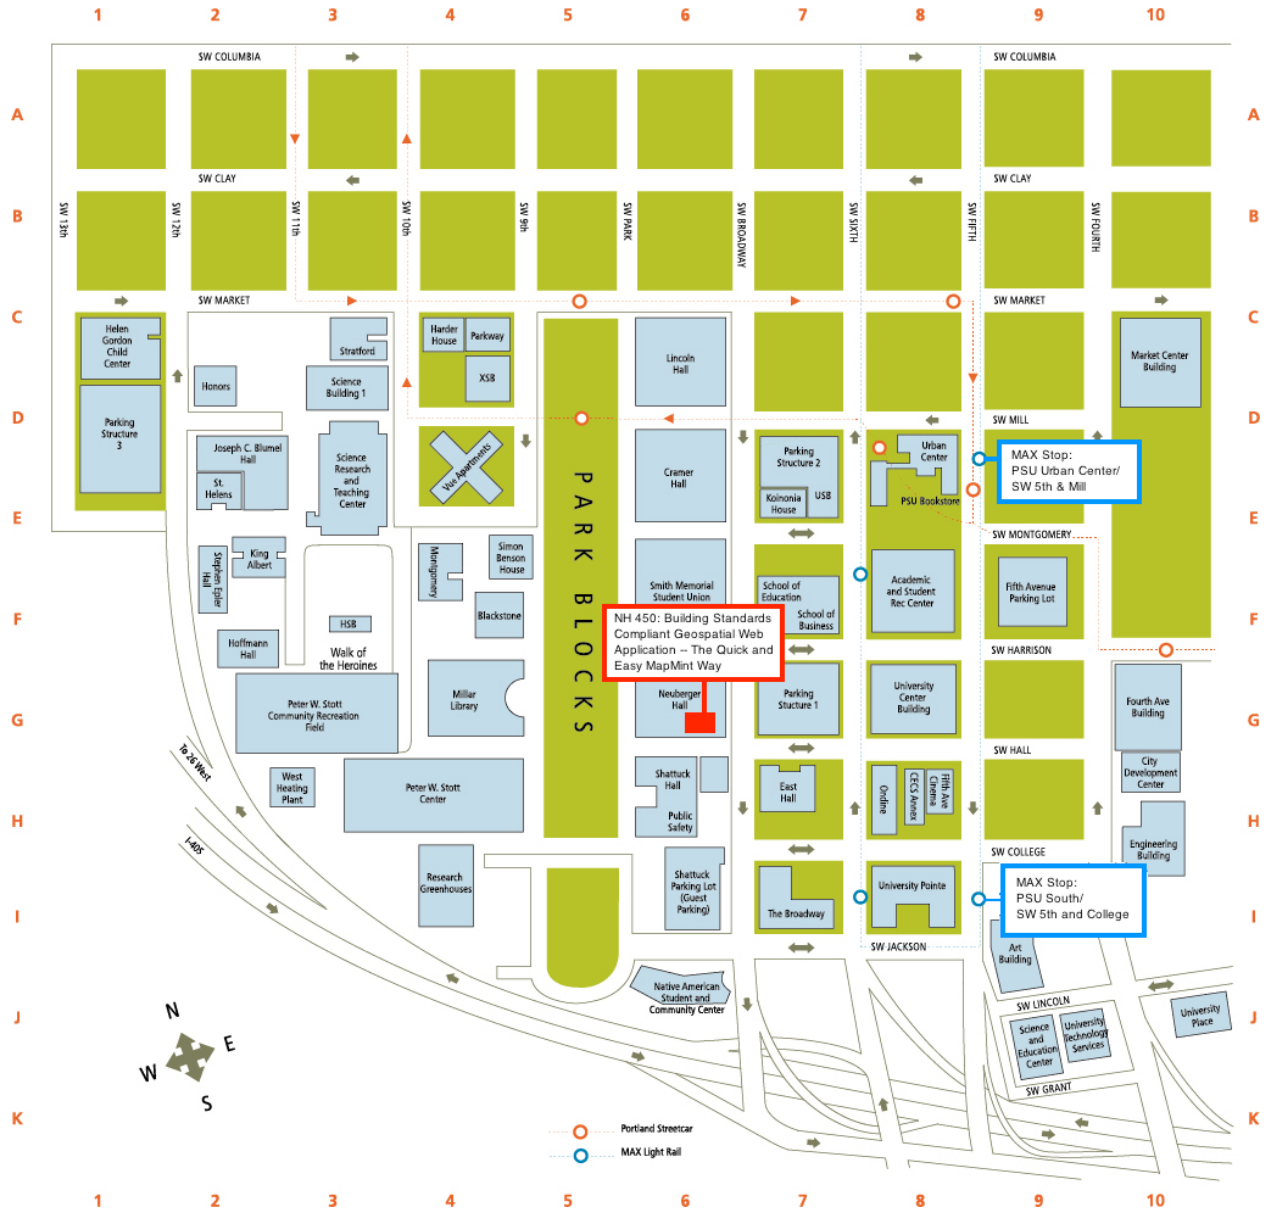 1 2 3 4 5 6 7 8 9 10
SW COLUMBIA
SW COLUMBIA
A
A
SW CLAY
SW CLAY
B
B
SW 13th
SW 12th
SW 11th
SW 10th
SW 9th
SW PARK
SW BROADWAY
SW SIXTH
SW FIFTH
SW FOURTH
SW MARKET
SW MARKET
C
C
Helen
Gordon
Child
Center
Stratford
Harder
House
Parkway
Lincoln
Hall
Market Center
Building
Honors
Science
Building 1
XSB
D
D
SW MILL
Parking
Structure
3
Joseph C. Blumel
Hall
St.
Helens
Science
Research
and
Teaching
Center
Vue Apartments
PARK BLOCKS
Cramer
Hall
Parking
Structure 2
Koinonia
House
USB
Urban
Center
PSU Bookstore
MAX Stop:
PSU Urban Center/
SW 5th & Mill
E
E
SW MONTGOMERY
King
Albert
Stephen Epler
Hall
Montgomery
Simon
Benson
House
Smith Memorial
Student Union
School of
Education
School of
Business
Academic
and Student
Rec Center
Fifth Avenue
Parking Lot
F
F
Blackstone
HSB
Hoffmann
Hall
Walk of
the Heroines
NH 450: Building Standards
Compliant Geospatial Web
Application -- The Quick and
Easy MapMint Way
SW HARRISON
Peter W. Stott
Community Recreation
Field
Millar
Library
Neuberger
Hall
Parking
Stucture 1
University
Center
Building
Fourth Ave
Building
G
G
To 26 West
SW HALL
West
Heating
Plant
Peter W. Stott
Center
Shattuck
Hall
Public
Safety
East
Hall
Ondine
CECS Annex
Fifth Ave
Cinema
City
Development
Center
H
H
I-405
SW COLLEGE
Engineering
Building
Research
Greenhouses
Shattuck
Parking Lot
(Guest
Parking)
The Broadway
University Pointe
MAX Stop:
PSU South/
SW 5th and College
I
I
SW JACKSON
Art
Building
Native American
Student and
Community Center
SW LINCOLN
University
Place
J
J
Science
and
Education
Center
University
Technology
Services
SW GRANT
N
E
W
S
K
K
Portland Streetcar
MAX Light Rail
1 2 3 4 5 6 7 8 9 10